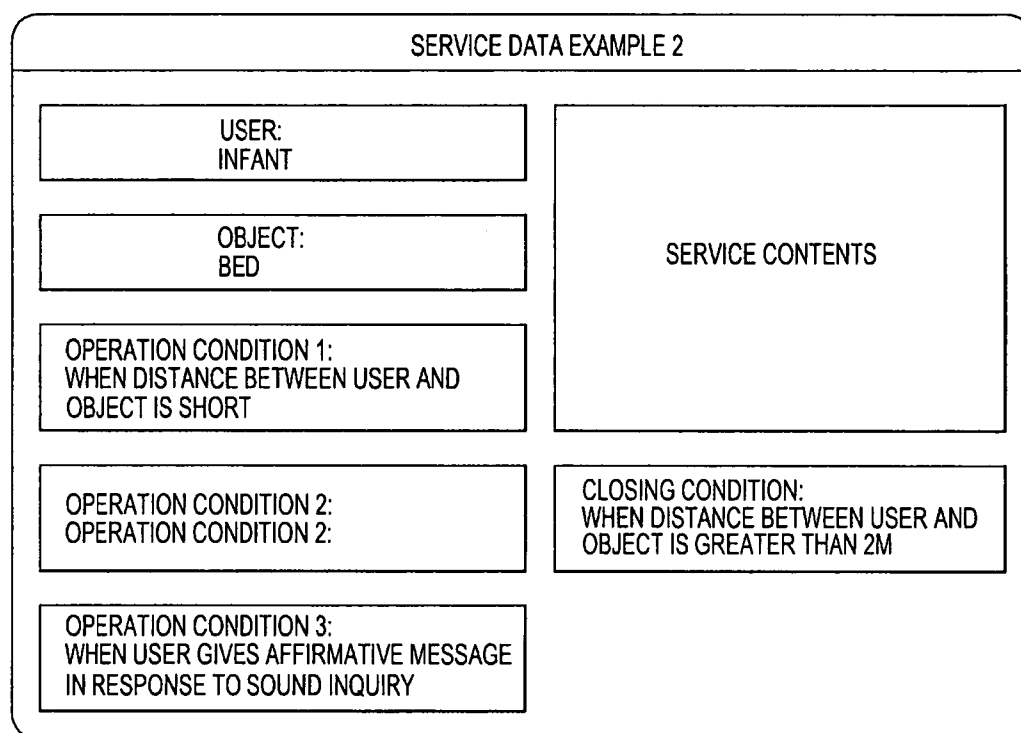 SERVICE DATA EXAMPLE 2
USER:
INFANT
OBJECT:
BED
OPERATION CONDITION 1:
WHEN DISTANCE BETWEEN USER AND
OBJECT IS SHORT
OPERATION CONDITION 2:
OPERATION CONDITION 2:
OPERATION CONDITION 3:
WHEN USER GIVES AFFIRMATIVE MESSAGE
IN RESPONSE TO SOUND INQUIRY
SERVICE CONTENTS
CLOSING CONDITION:
WHEN DISTANCE BETWEEN USER AND
OBJECT IS GREATER THAN 2M